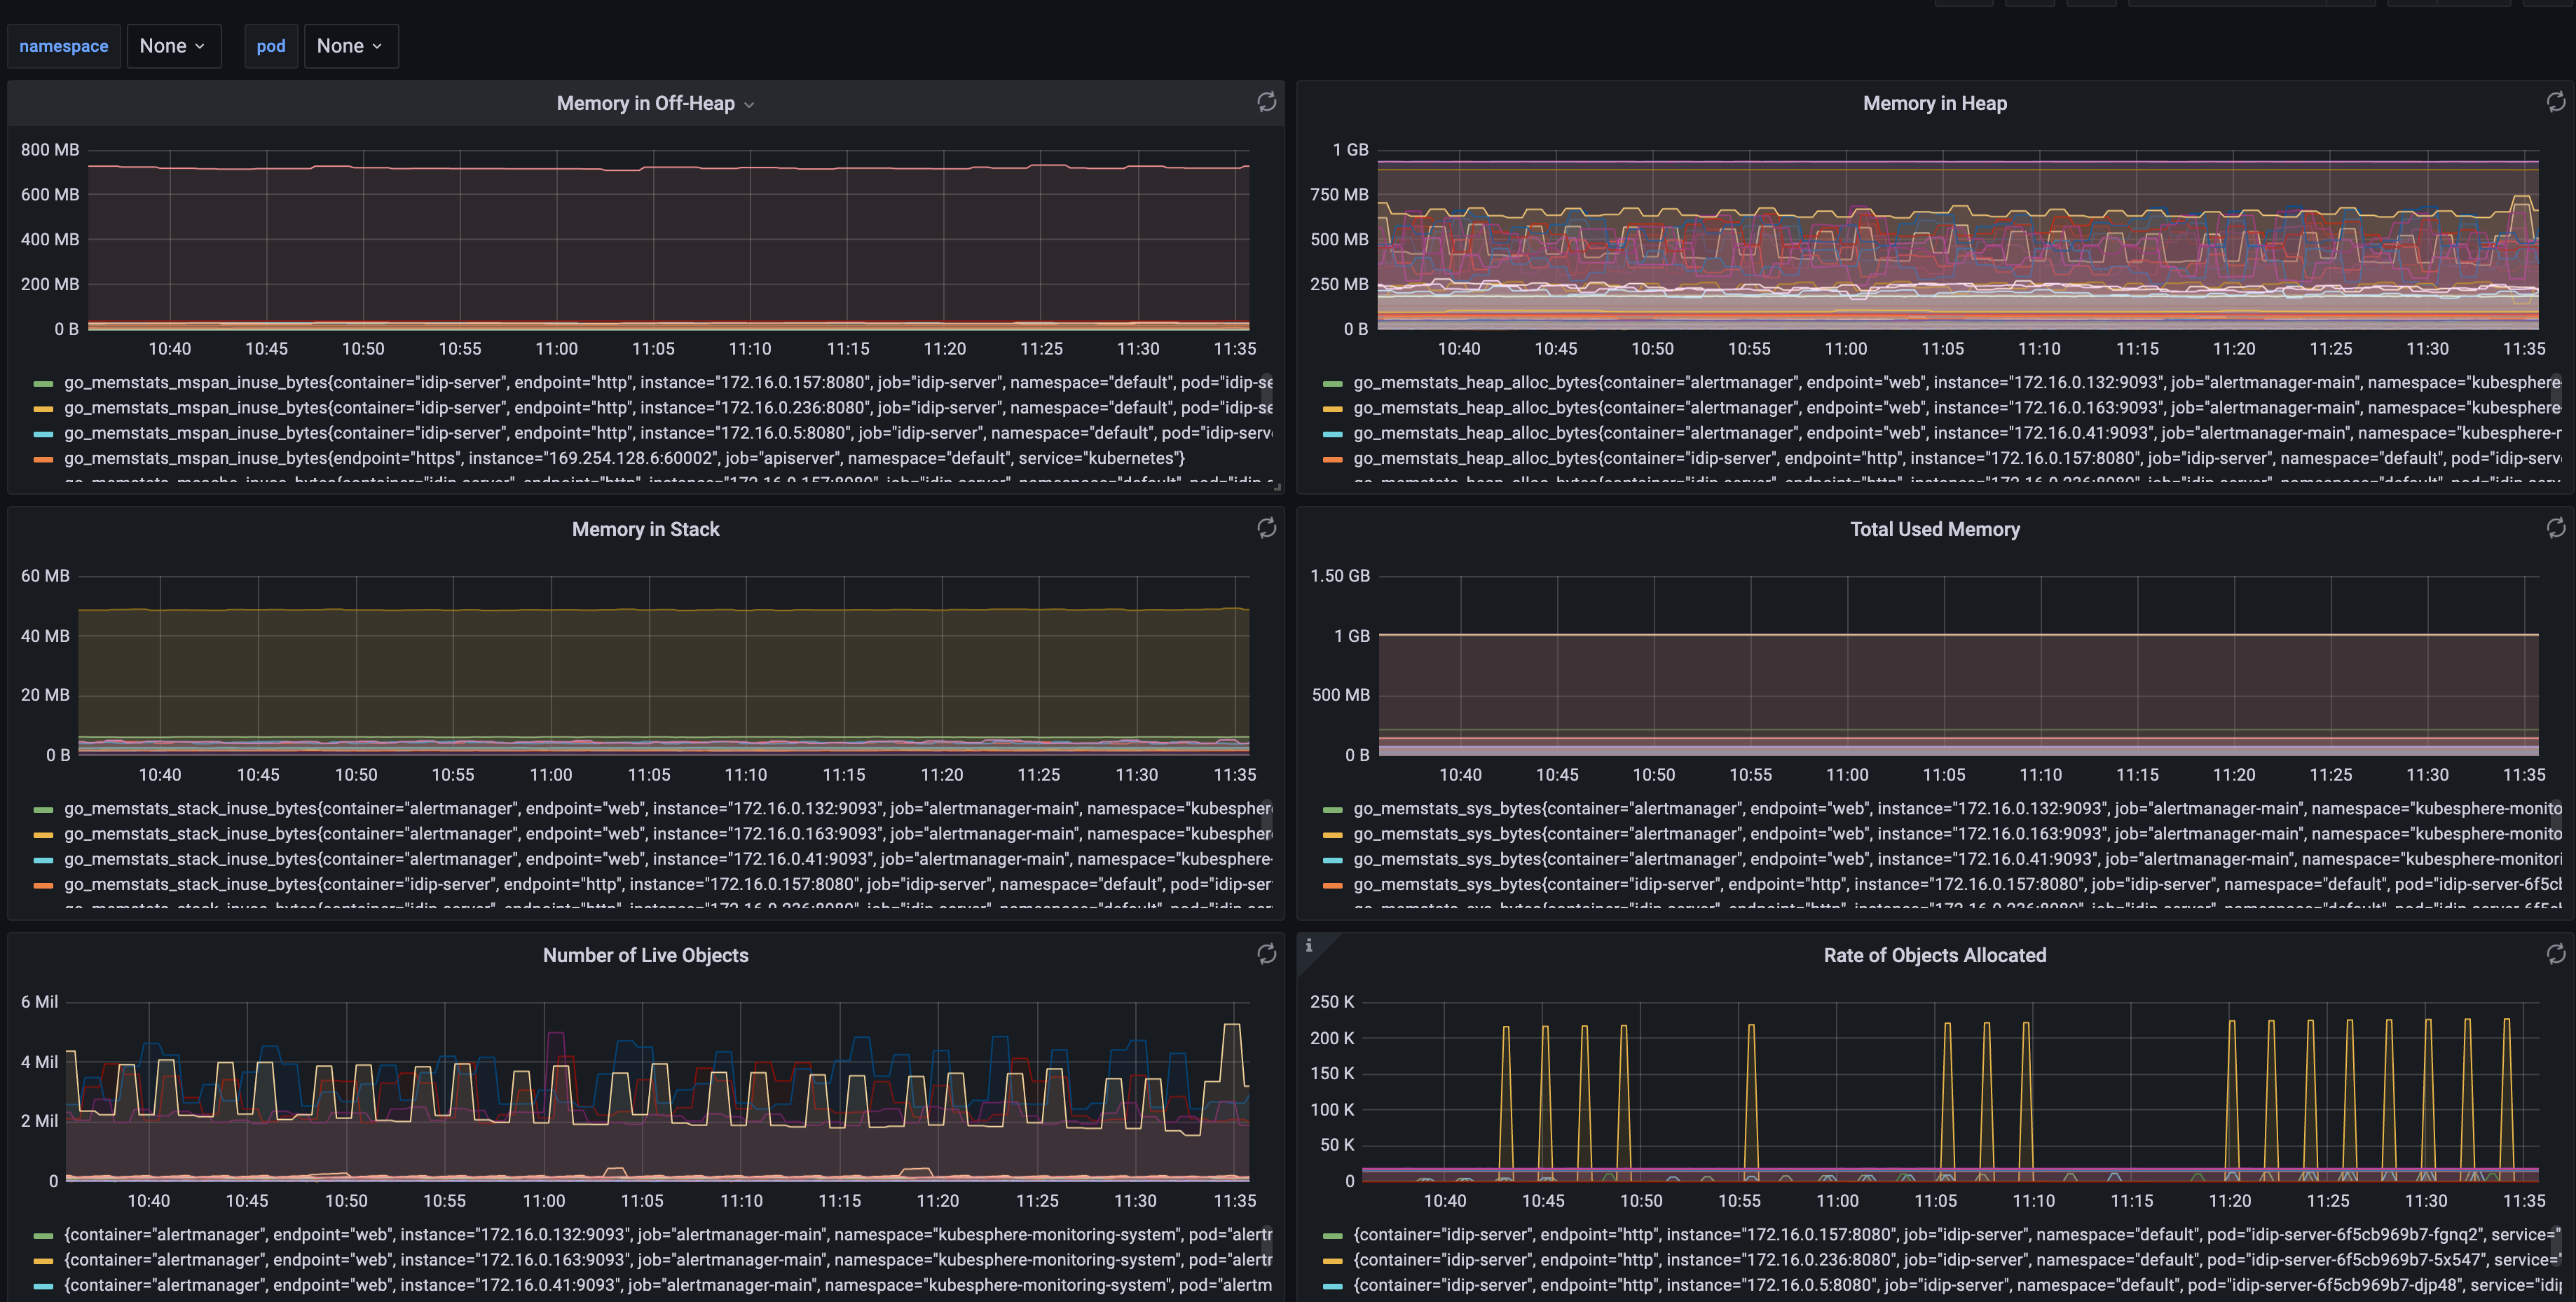 namespace None pod None
Memory in Off-Heap
800 MB
600 MB
400 MB
200 MB
0 B
10:40 10:45 10:50 10:55 11:00 11:05 11:10 11:15 11:20 11:25 11:30 11:35
go_memstats_mspan_inuse_bytes{container="idip-server", endpoint="http", instance="172.16.0.157:8080", job="idip-server", namespace="default", pod="idip-se
go_memstats_mspan_inuse_bytes{container="idip-server", endpoint="http", instance="172.16.0.236:8080", job="idip-server", namespace="default", pod="idip-se
go_memstats_mspan_inuse_bytes{container="idip-server", endpoint="http", instance="172.16.0.5:8080", job="idip-server", namespace="default", pod="idip-serv
go_memstats_mspan_inuse_bytes{endpoint="https", instance="169.254.128.6:60002", job="apiserver", namespace="default", service="kubernetes"}
Memory in Heap
1 GB
750 MB
500 MB
250 MB
0 B
10:40 10:45 10:50 10:55 11:00 11:05 11:10 11:15 11:20 11:25 11:30 11:35
go_memstats_heap_alloc_bytes{container="alertmanager", endpoint="web", instance="172.16.0.132:9093", job="alertmanager-main", namespace="kubesphere
go_memstats_heap_alloc_bytes{container="alertmanager", endpoint="web", instance="172.16.0.163:9093", job="alertmanager-main", namespace="kubesphere
go_memstats_heap_alloc_bytes{container="alertmanager", endpoint="web", instance="172.16.0.41:9093", job="alertmanager-main", namespace="kubesphere-r
go_memstats_heap_alloc_bytes{container="idip-server", endpoint="http", instance="172.16.0.157:8080", job="idip-server", namespace="default", pod="idip-serv
Memory in Stack
60 MB
40 MB
20 MB
0 B
10:40 10:45 10:50 10:55 11:00 11:05 11:10 11:15 11:20 11:25 11:30 11:35
go_memstats_stack_inuse_bytes{container="alertmanager", endpoint="web", instance="172.16.0.132:9093", job="alertmanager-main", namespace="kubespher
go_memstats_stack_inuse_bytes{container="alertmanager", endpoint="web", instance="172.16.0.163:9093", job="alertmanager-main", namespace="kubespher
go_memstats_stack_inuse_bytes{container="alertmanager", endpoint="web", instance="172.16.0.41:9093", job="alertmanager-main", namespace="kubesphere-
go_memstats_stack_inuse_bytes{container="idip-server", endpoint="http", instance="172.16.0.157:8080", job="idip-server", namespace="default", pod="idip-ser
Total Used Memory
1.50 GB
1 GB
500 MB
0 B
10:40 10:45 10:50 10:55 11:00 11:05 11:10 11:15 11:20 11:25 11:30 11:35
go_memstats_sys_bytes{container="alertmanager", endpoint="web", instance="172.16.0.132:9093", job="alertmanager-main", namespace="kubesphere-monito
go_memstats_sys_bytes{container="alertmanager", endpoint="web", instance="172.16.0.163:9093", job="alertmanager-main", namespace="kubesphere-monito
go_memstats_sys_bytes{container="alertmanager", endpoint="web", instance="172.16.0.41:9093", job="alertmanager-main", namespace="kubesphere-monitori
go_memstats_sys_bytes{container="idip-server", endpoint="http", instance="172.16.0.157:8080", job="idip-server", namespace="default", pod="idip-server-6f5cb
Number of Live Objects
6 Mil
4 Mil
2 Mil
0
10:40 10:45 10:50 10:55 11:00 11:05 11:10 11:15 11:20 11:25 11:30 11:35
{container="alertmanager", endpoint="web", instance="172.16.0.132:9093", job="alertmanager-main", namespace="kubesphere-monitoring-system", pod="alertr
{container="alertmanager", endpoint="web", instance="172.16.0.163:9093", job="alertmanager-main", namespace="kubesphere-monitoring-system", pod="alertr
{container="alertmanager", endpoint="web", instance="172.16.0.41:9093", job="alertmanager-main", namespace="kubesphere-monitoring-system", pod="alertm
Rate of Objects Allocated
250 K
200 K
150 K
100 K
50 K
0
10:40 10:45 10:50 10:55 11:00 11:05 11:10 11:15 11:20 11:25 11:30 11:35
{container="idip-server", endpoint="http", instance="172.16.0.157:8080", job="idip-server", namespace="default", pod="idip-server-6f5cb969b7-fgnq2", service="
{container="idip-server", endpoint="http", instance="172.16.0.236:8080", job="idip-server", namespace="default", pod="idip-server-6f5cb969b7-5x547", service=
{container="idip-server", endpoint="http", instance="172.16.0.5:8080", job="idip-server", namespace="default", pod="idip-server-6f5cb969b7-djp48", service="idi